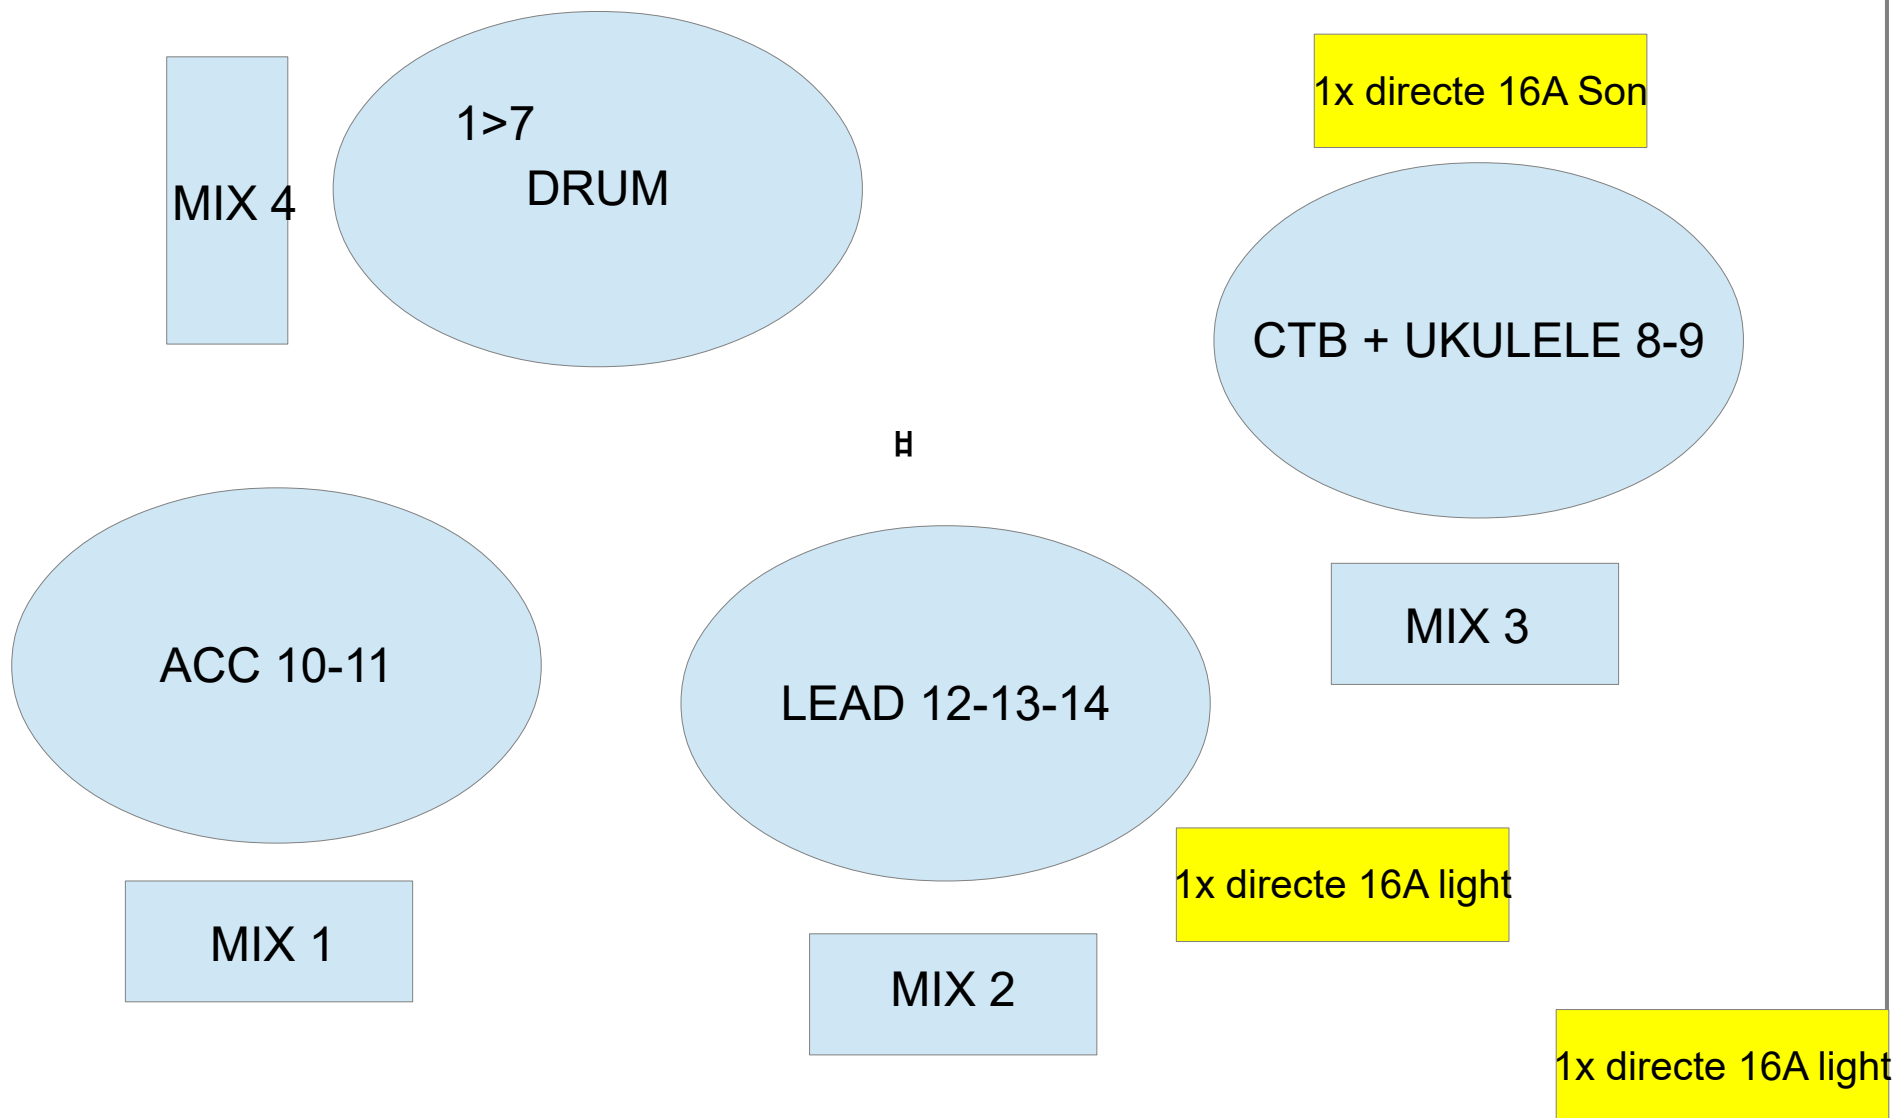 1x directe 16A Son
1>7
MIX 4
DRUM
CTB + UKULELE 8-9
ACC 10-11
LEAD 12-13-14
MIX 3
1x directe 16A light
MIX 1
MIX 2
1x directe 16A light